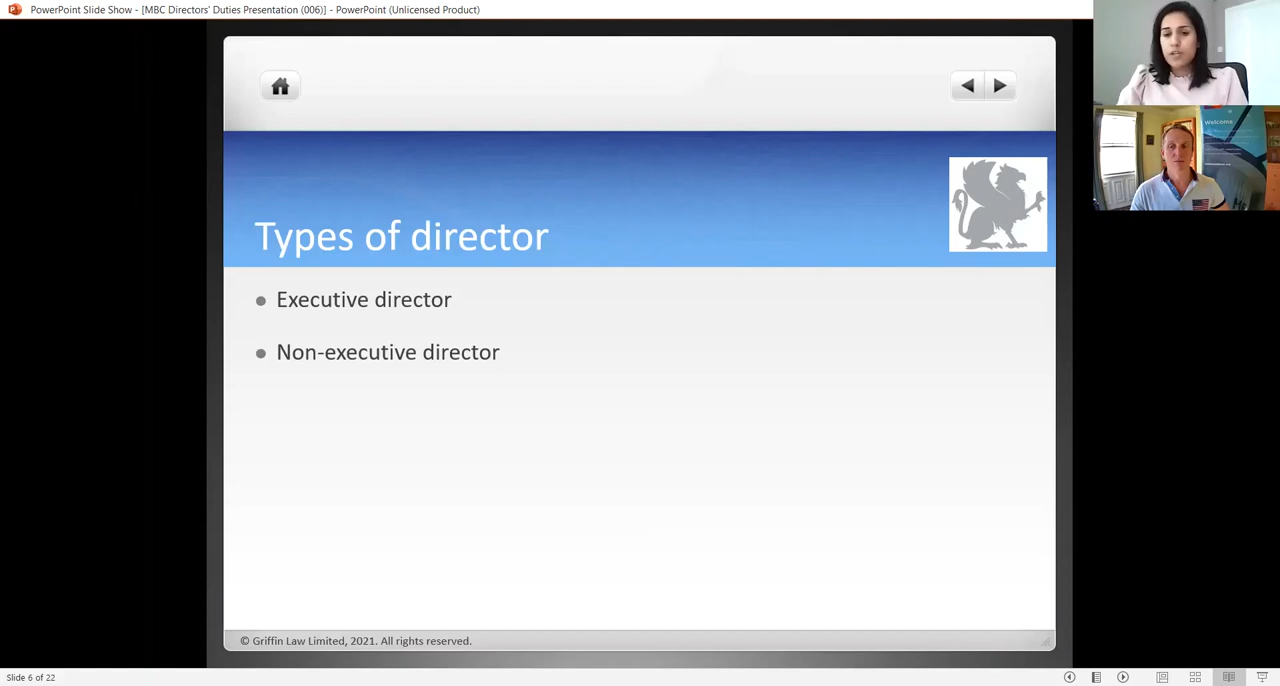 PowerPoint Slide Show - [MBC Directors' Duties Presentation (006)] - PowerPoint (Unlicensed Product)
Welcome
Types of director
Executive director
Non-executive director
© Griffin Law Limited, 2021. All rights reserved.
Slide 6 of 22